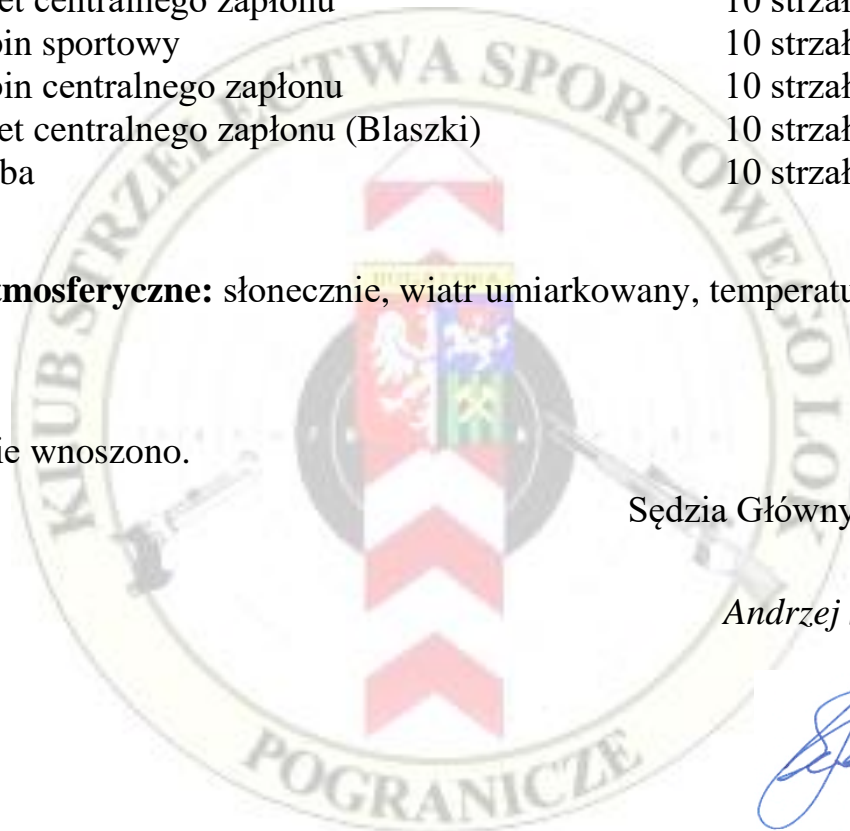 et centralnego zapłonu 10 strzał
bin sportowy 10 strzał
bin centralnego zapłonu 10 strzał
et centralnego zapłonu (Blaszki) 10 strzał
ba 10 strzał
tmosferyczne: słonecznie, wiatr umiarkowany, temperatu
ie wnoszono.
Sędzia Główny
Andrzej
KLUB STRZELECTWA SPORTOWEGO LOK
POGRANICZE